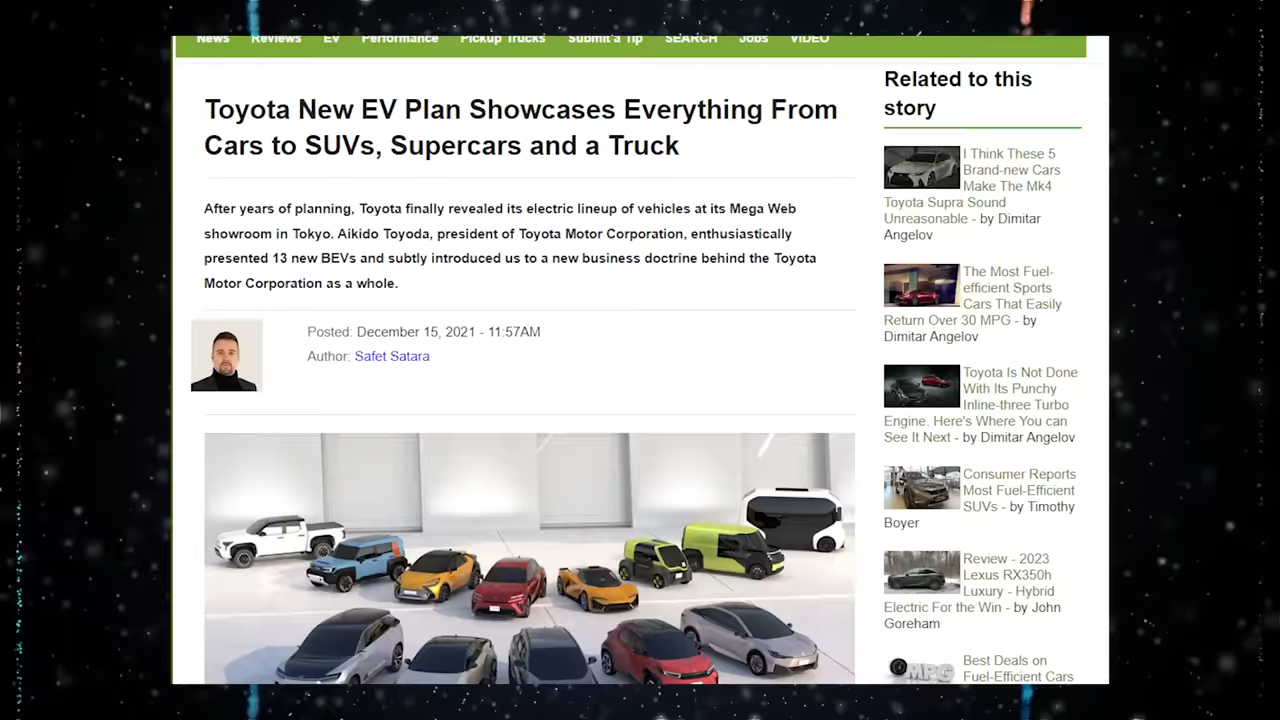 News Reviews EV Performance Pickup Trucks Submit a Tip SEARCH Jobs VIDEO
Toyota New EV Plan Showcases Everything From
Cars to SUVs, Supercars and a Truck
After years of planning, Toyota finally revealed its electric lineup of vehicles at its Mega Web
showroom in Tokyo. Aikido Toyoda, president of Toyota Motor Corporation, enthusiastically
presented 13 new BEVs and subtly introduced us to a new business doctrine behind the Toyota
Motor Corporation as a whole.
Posted: December 15, 2021 - 11:57AM
Author: Safet Satara
Related to this
story
I Think These 5
Brand-new Cars
Make The Mk4
Toyota Supra Sound
Unreasonable - by Dimitar
Angelov
The Most Fuel-
efficient Sports
Cars That Easily
Return Over 30 MPG - by
Dimitar Angelov
Toyota Is Not Done
With Its Punchy
Inline-three Turbo
Engine. Here's Where You can
See It Next - by Dimitar Angelov
Consumer Reports
Most Fuel-Efficient
SUVs - by Timothy
Boyer
Review - 2023
Lexus RX350h
Luxury - Hybrid
Electric For the Win - by John
Goreham
MPG
Best Deals on
Fuel-Efficient Cars